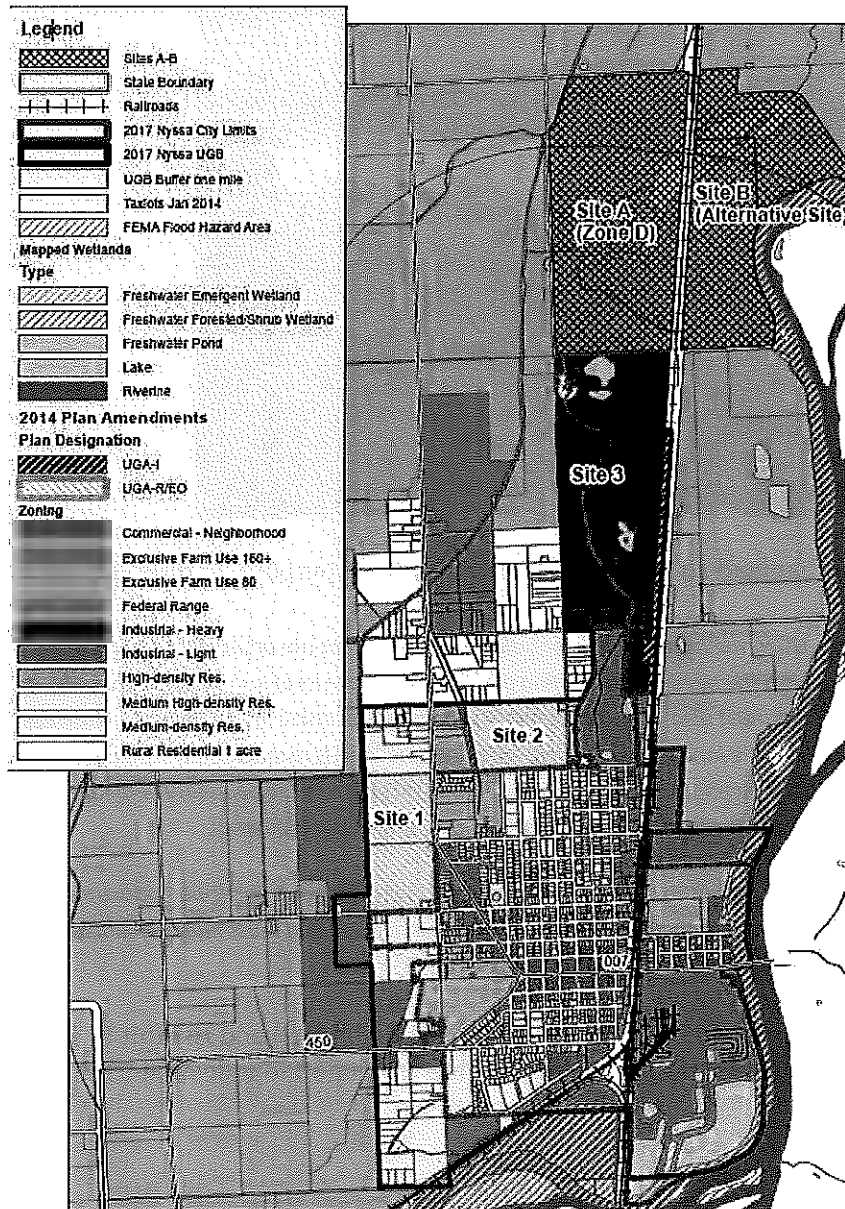 Legend
Sites A-B
State Boundary
Railroads
2017 Nyssa City Limits
2017 Nyssa UGB
UGB Buffer one mile
Taxlots Jan 2014
FEMA Flood Hazard Area
Mapped Wetlands
Type
Freshwater Emergent Wetland
Freshwater Forested/Shrub Wetland
Freshwater Pond
Lake
Riverine
2014 Plan Amendments
Plan Designation
UGA-I
UGA-R/EO
Zoning
Commercial - Neighborhood
Exclusive Farm Use 160+
Exclusive Farm Use 80
Federal Range
Industrial - Heavy
Industrial - Light
High-density Res.
Medium High-density Res.
Medium-density Res.
Rural Residential 1 acre
Site A
(Zone D)
Site B
(Alternative Site)
Site 3
Site 2
Site 1
007
450